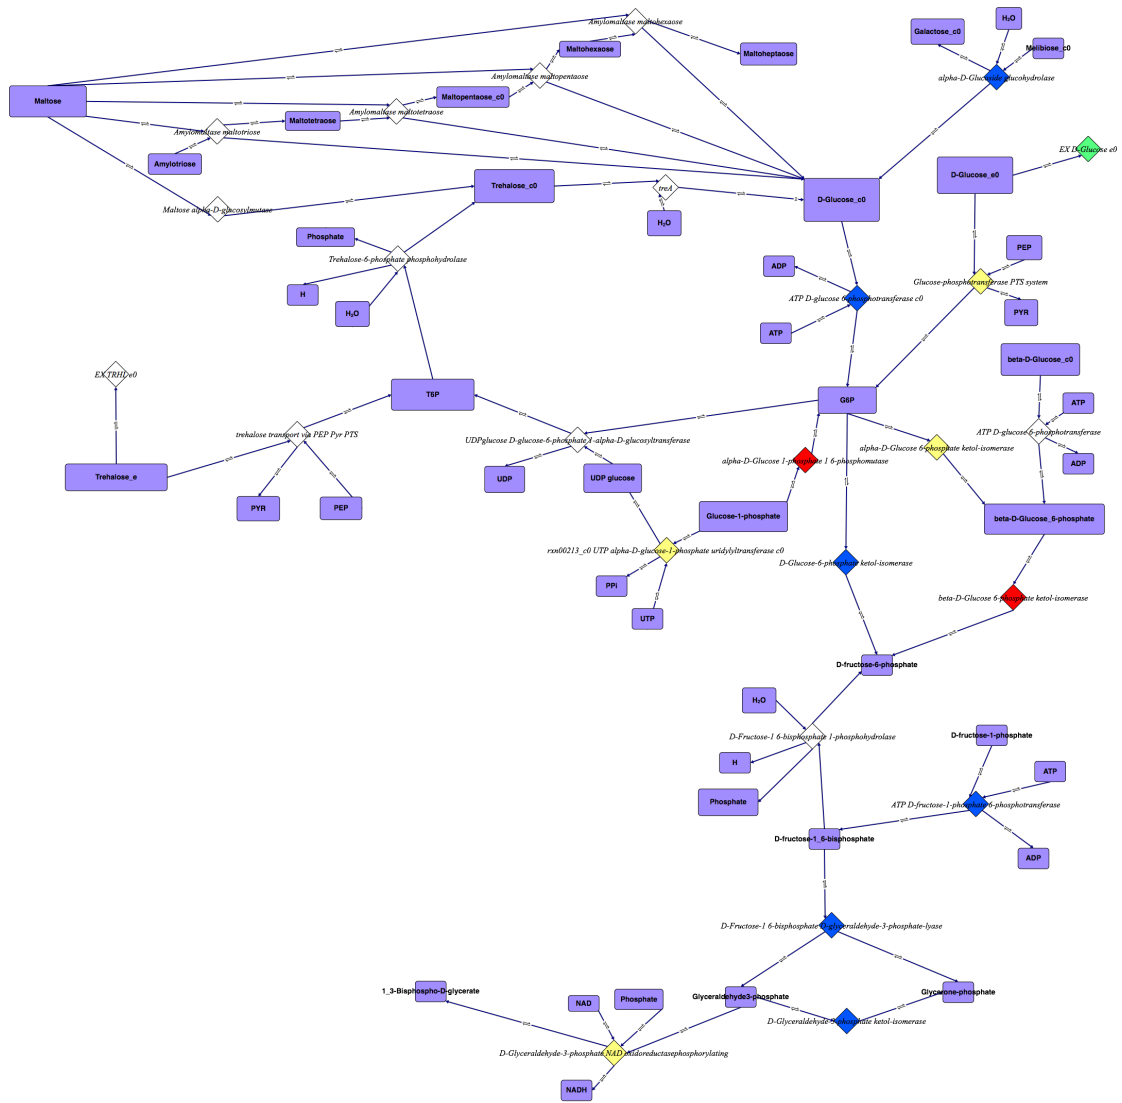 Amylomaltase maltohexaose
Galactose_c0
H₂O
Maltohexaose
Maltoheptaose
Melibiose_c0
Amylomaltase maltopentaose
alpha-D-Glucoside glucohydrolase
Maltose
Maltopentaose_c0
Amylomaltase maltotetraose
Maltotetraose
Amylomaltase maltotriose
EX D-Glucose e0
Amylotriose
D-Glucose_e0
Trehalose_c0
treA
D-Glucose_c0
2
Maltose alpha-D-glucosylmutase
H₂O
Phosphate
PEP
Trehalose-6-phosphate phosphohydrolase
ADP
Glucose-phosphotransferase PTS system
H
ATP D-glucose 6-phosphotransferase c0
H₂O
PYR
ATP
beta-D-Glucose_c0
EX TRHL e0
T6P
G6P
ATP
trehalose transport via PEP Pyr PTS
UDPglucose D-glucose-6-phosphate 1-alpha-D-glucosyltransferase
ATP D-glucose 6-phosphotransferase
alpha-D-Glucose 6-phosphate ketol-isomerase
alpha-D-Glucose 1-phosphate 1 6-phosphomutase
ADP
Trehalose_e
UDP
UDP glucose
PYR
PEP
Glucose-1-phosphate
beta-D-Glucose_6-phosphate
rxn00213_c0 UTP alpha-D-glucose-1-phosphate uridylyltransferase c0
D-Glucose-6-phosphate ketol-isomerase
PPi
beta-D-Glucose 6-phosphate ketol-isomerase
UTP
D-fructose-6-phosphate
H₂O
D-Fructose-1 6-bisphosphate 1-phosphohydrolase
D-fructose-1-phosphate
H
ATP
Phosphate
ATP D-fructose-1-phosphate 6-phosphotransferase
D-fructose-1_6-bisphosphate
ADP
D-Fructose-1 6-bisphosphate D-glyceraldehyde-3-phosphate-lyase
1_3-Bisphospho-D-glycerate
NAD
Phosphate
Glyceraldehyde3-phosphate
Glycerone-phosphate
D-Glyceraldehyde-3-phosphate ketol-isomerase
D-Glyceraldehyde-3-phosphate NAD oxidoreductasephosphorylating
NADH